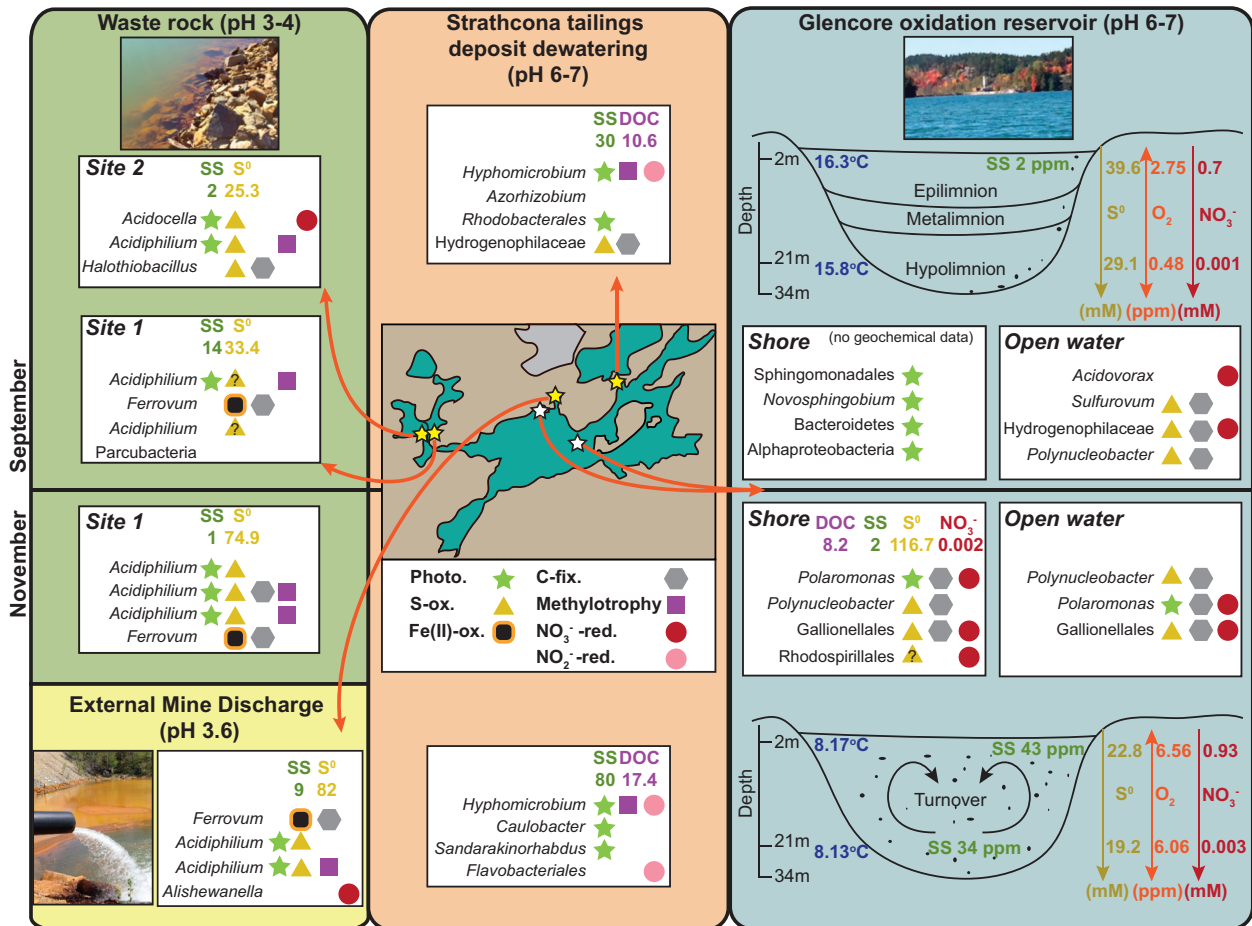 Waste rock (pH 3-4)
Site 2
SS S⁰
2 25.3
Acidocella
Acidiphilium
Halothiobacillus
Site 1
SS S⁰
14 33.4
Acidiphilium ?
Ferrovum
Acidiphilium ?
Parcubacteria
September
November
Site 1
SS S⁰
1 74.9
Acidiphilium
Acidiphilium
Acidiphilium
Ferrovum
External Mine Discharge
(pH 3.6)
SS S⁰
9 82
Ferrovum
Acidiphilium
Acidiphilium
Alishewanella
Strathcona tailings
deposit dewatering
(pH 6-7)
SS DOC
30 10.6
Hyphomicrobium
Azorhizobium
Rhodobacterales
Hydrogenophilaceae
Photo. C-fix.
S-ox. Methylotrophy
Fe(II)-ox. NO₃⁻ -red.
NO₂⁻ -red.
SS DOC
80 17.4
Hyphomicrobium
Caulobacter
Sandarakinorhabdus
Flavobacteriales
Glencore oxidation reservoir (pH 6-7)
Depth
2m 16.3°C SS 2 ppm 39.6 2.75 0.7
Epilimnion
Metalimnion S⁰ O₂ NO₃⁻
21m 15.8°C Hypolimnion 29.1 0.48 0.001
34m
(mM) (ppm) (mM)
Shore (no geochemical data)
Sphingomonadales
Novosphingobium
Bacteroidetes
Alphaproteobacteria
Open water
Acidovorax
Sulfurovum
Hydrogenophilaceae
Polynucleobacter
Shore DOC SS S⁰ NO₃⁻
8.2 2 116.7 0.002
Polaromonas
Polynucleobacter
Gallionellales
Rhodospirillales ?
Open water
Polynucleobacter
Polaromonas
Gallionellales
Depth
2m 8.17°C SS 43 ppm 22.8 6.56 0.93
Turnover S⁰ O₂ NO₃⁻
21m 8.13°C SS 34 ppm 19.2 6.06 0.003
34m
(mM) (ppm) (mM)